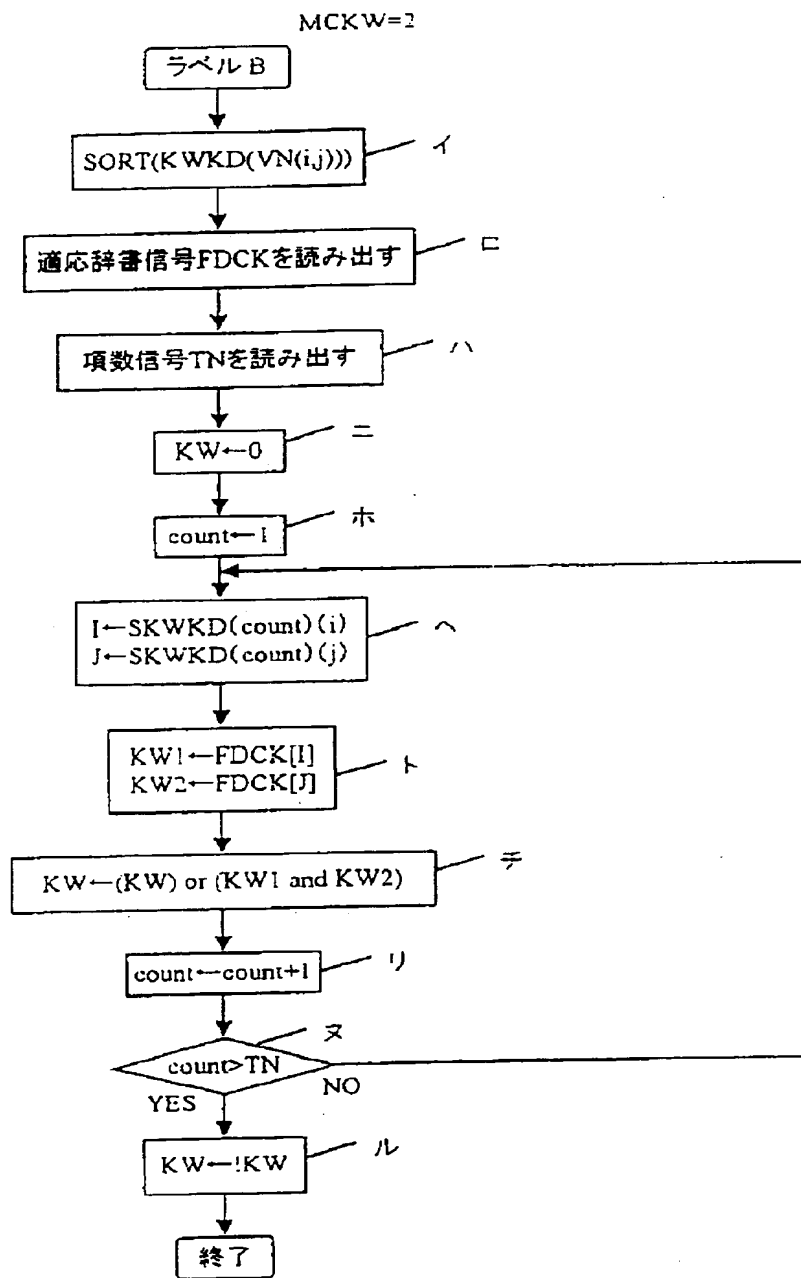 MCKW=2
ラベル B
SORT(KWKD(VN(i,j)))
イ
適応辞書信号FDCKを読み出す
ロ
項数信号TNを読み出す
ハ
KW←0
ニ
count←1
ホ
I←SKWKD(count)(i)
J←SKWKD(count)(j)
ヘ
KW1←FDCK[I]
KW2←FDCK[J]
ト
KW←(KW) or (KW1 and KW2)
チ
count←count+1
リ
count>TN
ヌ
NO
YES
KW←!KW
ル
終了